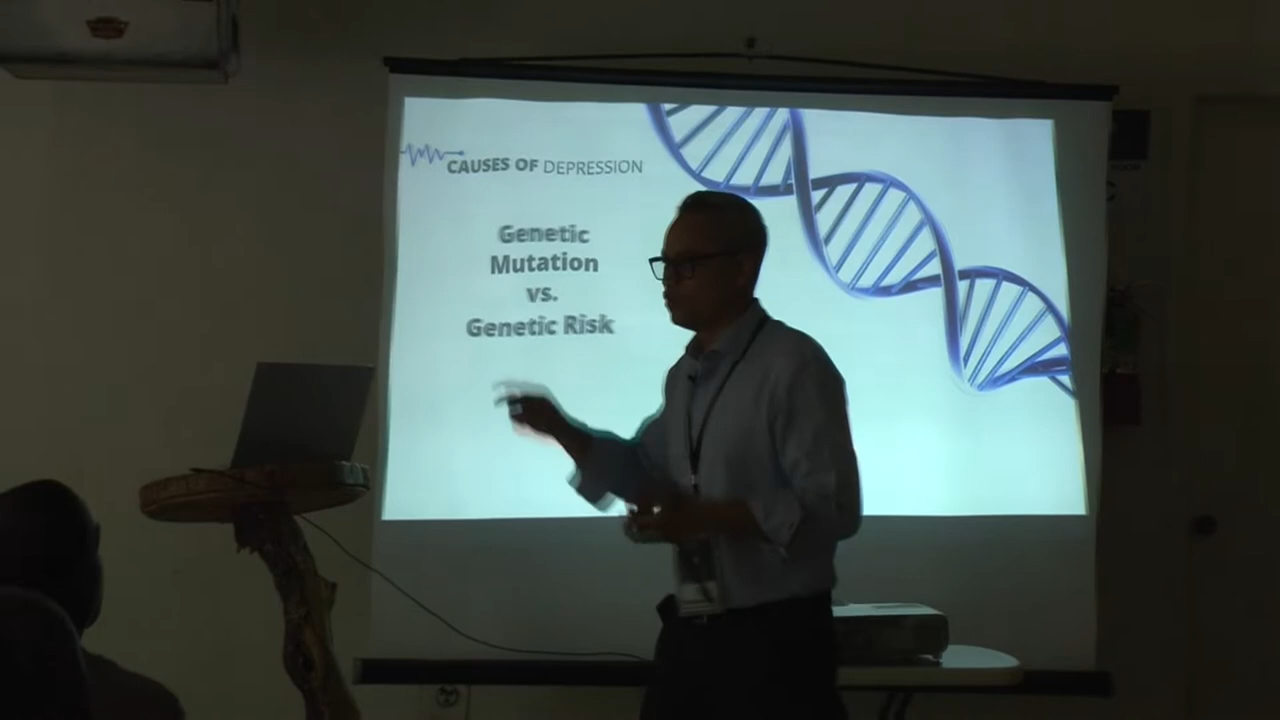 CAUSES OF DEPRESSION
Genetic
Mutation
vs.
Genetic Risk